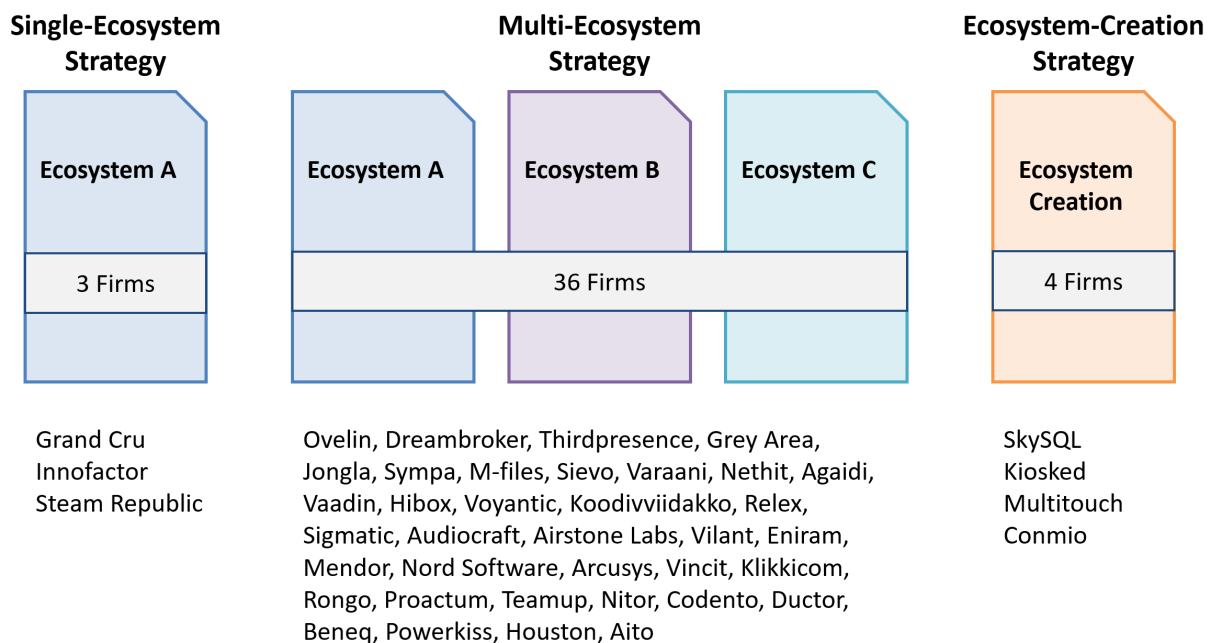 Single-Ecosystem
Strategy
Multi-Ecosystem
Strategy
Ecosystem-Creation
Strategy
Ecosystem A
Ecosystem A
Ecosystem B
Ecosystem C
Ecosystem
Creation
3 Firms
36 Firms
4 Firms
Grand Cru
Innofactor
Steam Republic
Ovelin, Dreambroker, Thirdpresence, Grey Area,
Jongla, Sympa, M-files, Sievo, Varaani, Nethit, Agaidi,
Vaadin, Hibox, Voyantic, Koodivviidakko, Relex,
Sigmatic, Audiocraft, Airstone Labs, Vilant, Eniram,
Mendor, Nord Software, Arcusys, Vincit, Klikkicom,
Rongo, Proactum, Teamup, Nitor, Codento, Ductor,
Beneq, Powerkiss, Houston, Aito
SkySQL
Kiosked
Multitouch
Conmio